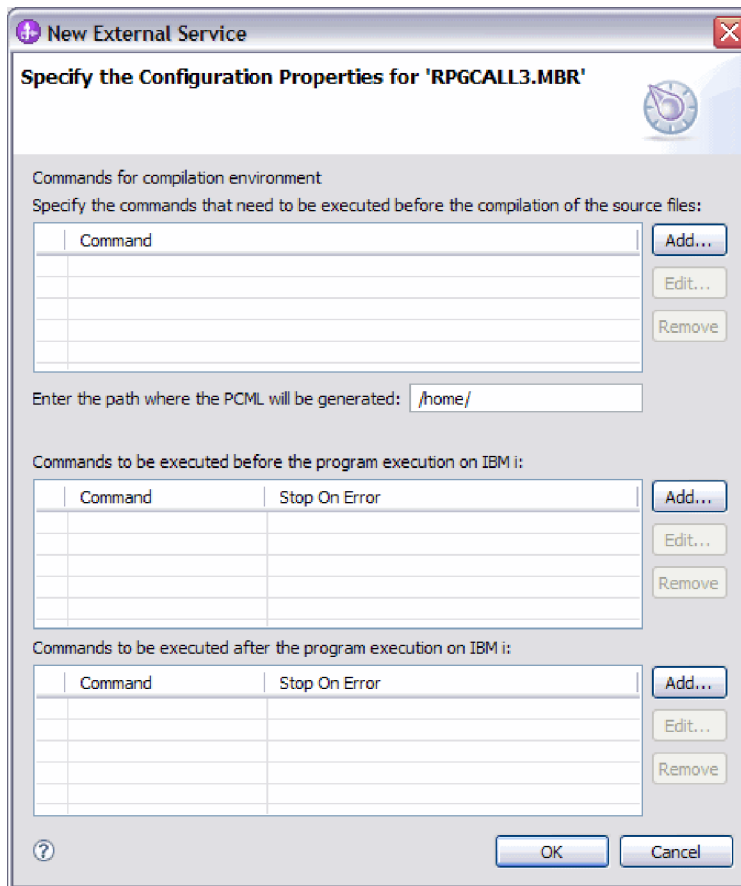 New External Service
Specify the Configuration Properties for 'RPGCALL3.MBR'
Commands for compilation environment
Specify the commands that need to be executed before the compilation of the source files:
Command
Add...
Edit...
Remove
Enter the path where the PCML will be generated: /home/
Commands to be executed before the program execution on IBM i:
Command Stop On Error
Add...
Edit...
Remove
Commands to be executed after the program execution on IBM i:
Command Stop On Error
Add...
Edit...
Remove
? OK Cancel